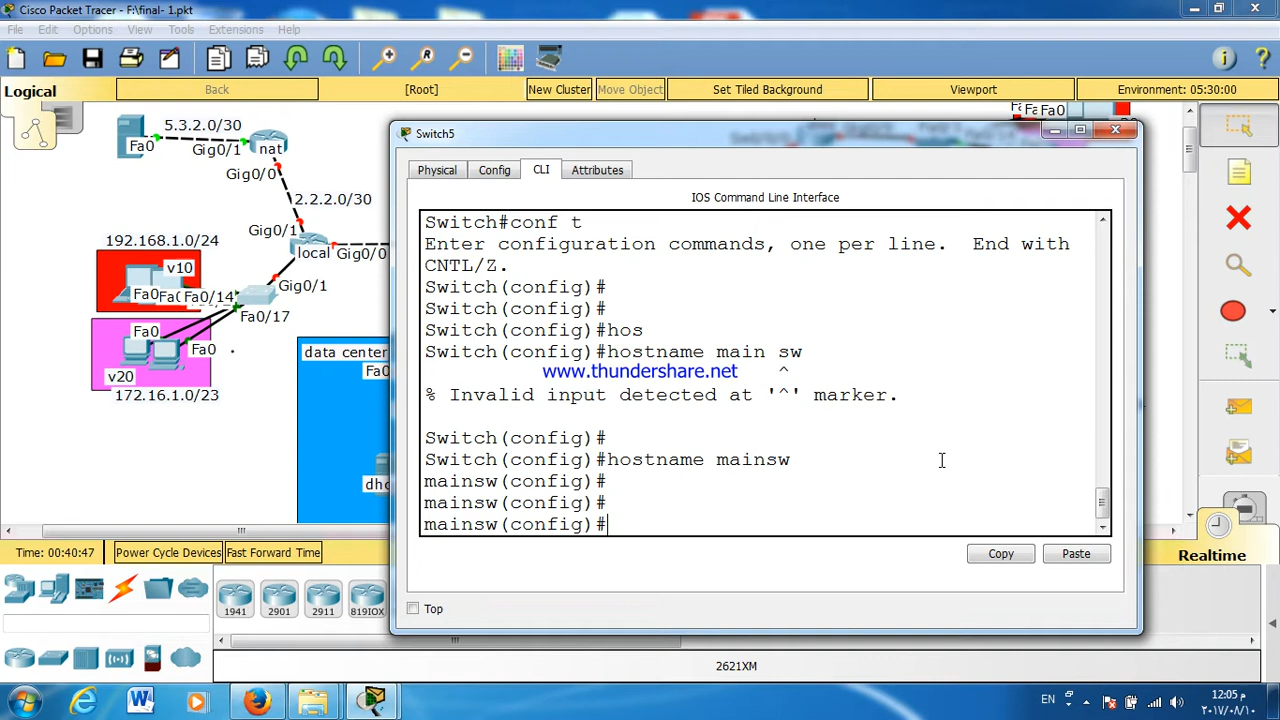 Cisco Packet Tracer - F:\final- 1.pkt
File Edit Options View Tools Extensions Help
Logical
Back
[Root]
New Cluster
Move Object
Set Tiled Background
Viewport
Environment: 05:30:00
5.3.2.0/30
Fa0
Gig0/1
nat
Gig0/0
2.2.2.0/30
Gig0/1
192.168.1.0/24
local
Gig0/0
v10
Gig0/1
Fa0
Fa0/14
Fa0/17
Fa0
Fa0
v20
172.16.1.0/23
data center
Fa0
dhc
Fa0
Switch5
Physical
Config
CLI
Attributes
IOS Command Line Interface
Switch#conf t
Enter configuration commands, one per line. End with
CNTL/Z.
Switch(config)#
Switch(config)#
Switch(config)#hos
Switch(config)#hostname main sw
www.thundershare.net ^
% Invalid input detected at '^' marker.
Switch(config)#
Switch(config)#hostname mainsw
mainsw(config)#
mainsw(config)#
mainsw(config)#
Copy
Paste
Top
Time: 00:40:47
Power Cycle Devices
Fast Forward Time
Realtime
1941
2901
2911
819IOX
2621XM
EN
12:05 م
٢٠١٧/٠٨/١٠